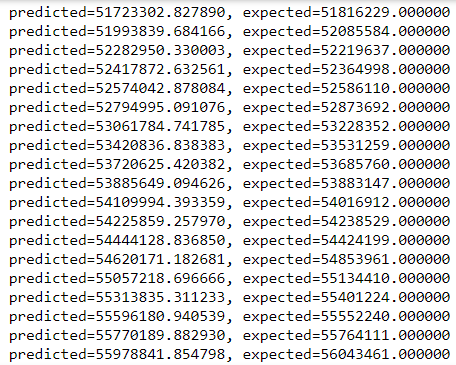 predicted=51723302.827890, expected=51816229.000000
predicted=51993839.684166, expected=52085584.000000
predicted=52282950.330003, expected=52219637.000000
predicted=52417872.632561, expected=52364998.000000
predicted=52574042.878084, expected=52586110.000000
predicted=52794995.091076, expected=52873692.000000
predicted=53061784.741785, expected=53228352.000000
predicted=53420836.838383, expected=53531259.000000
predicted=53720625.420382, expected=53685760.000000
predicted=53885649.094626, expected=53883147.000000
predicted=54109994.393359, expected=54016912.000000
predicted=54225859.257970, expected=54238529.000000
predicted=54444128.836850, expected=54424199.000000
predicted=54620171.182681, expected=54853961.000000
predicted=55057218.696666, expected=55134410.000000
predicted=55313835.311233, expected=55401224.000000
predicted=55596180.940539, expected=55552240.000000
predicted=55770189.882930, expected=55764111.000000
predicted=55978841.854798, expected=56043461.000000